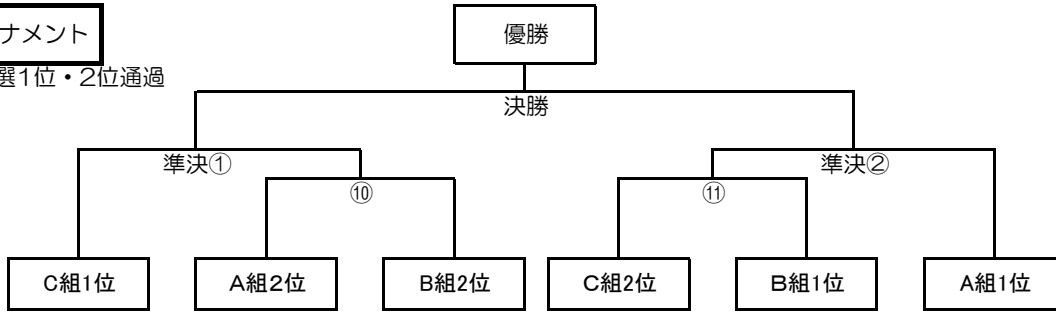 ナメント
優勝
選1位・2位通過
決勝
準決①
準決②
⑩
⑪
C組1位
A組2位
B組2位
C組2位
B組1位
A組1位